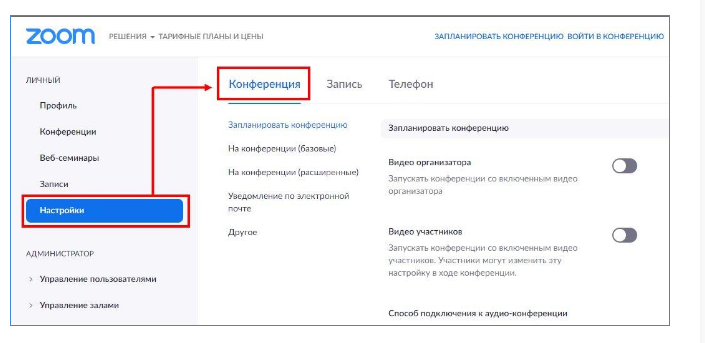 zoom РЕШЕНИЯ ТАРИФНЫЕ ПЛАНЫ И ЦЕНЫ ЗАПЛАНИРОВАТЬ КОНФЕРЕНЦИЮ ВОЙТИ В КОНФЕРЕНЦИЮ
ЛИЧНЫЙ
Профиль
Конференции
Веб-семинары
Записи
Настройки
АДМИНИСТРАТОР
Управление пользователями
Управление залами
Конференция Запись Телефон
Запланировать конференцию
На конференции (базовые)
На конференции (расширенные)
Уведомление по электронной
почте
Другое
Запланировать конференцию
Видео организатора
Запускать конференции со включенным видео
организатора
Видео участников
Запускать конференции со включенным видео
участников. Участники могут изменить эту
настройку в ходе конференции.
Способ подключения к аудио-конференции